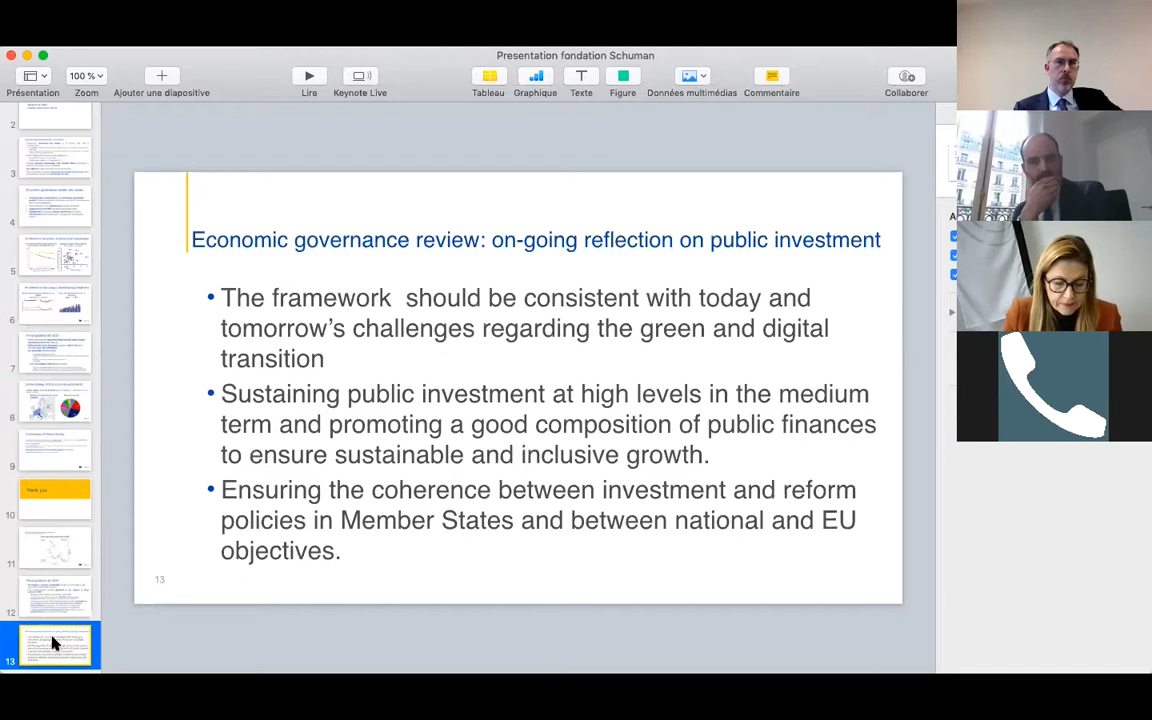 Presentation fondation Schuman
100 %
Présentation
Zoom
Ajouter une diapositive
Lire
Keynote Live
Tableau
Graphique
Texte
Figure
Données multimédias
Commentaire
Collaborer
2
3
4
5
6
7
8
9
10
11
12
13
Thank you
Economic governance review: on-going reflection on public investment
• The framework should be consistent with today and
tomorrow's challenges regarding the green and digital
transition
• Sustaining public investment at high levels in the medium
term and promoting a good composition of public finances
to ensure sustainable and inclusive growth.
• Ensuring the coherence between investment and reform
policies in Member States and between national and EU
objectives.
13